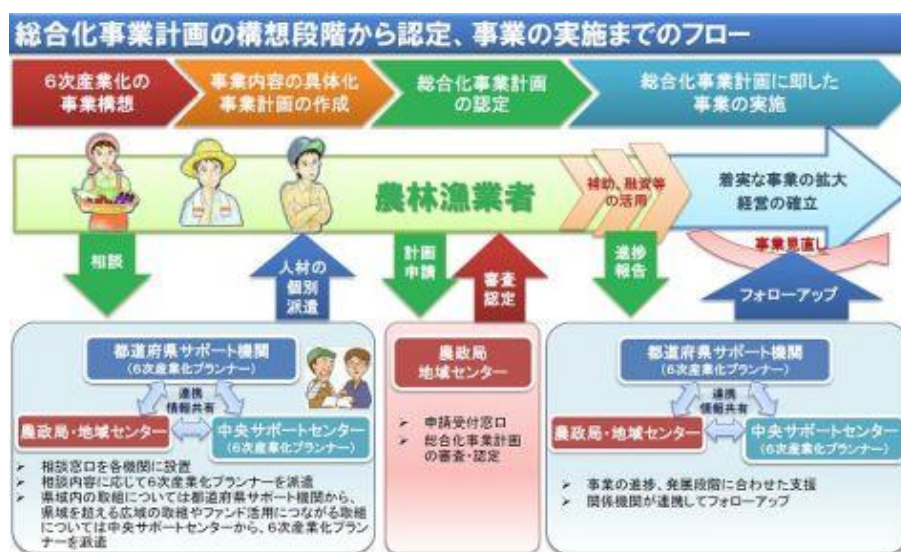 総合化事業計画の構想段階から認定、事業の実施までのフロー
6次産業化の
事業構想
事業内容の具体化
事業計画の作成
総合化事業計画
の認定
総合化事業計画に即した
事業の実施
農林漁業者
補助、融資等
の活用
着実な事業の拡大
経営の確立
事業見直し
相談
人材の
個別
派遣
計画
申請
審査
認定
進捗
報告
フォローアップ
都道府県サポート機関
(6次産業化プランナー)
連携
情報共有
農政局・地域センター
中央サポートセンター
(6次産業化プランナー)
➢ 相談窓口を各機関に設置
➢ 相談内容に応じて6次産業化プランナーを派遣
➢ 県域内の取組については都道府県サポート機関から、
県域を超える広域の取組やファンド活用につながる取組
については中央サポートセンターから、6次産業化プラン
ナーを派遣
農政局
地域センター
➢ 申請受付窓口
➢ 総合化事業計画
の審査・認定
都道府県サポート機関
(6次産業化プランナー)
連携
情報共有
農政局・地域センター
中央サポートセンター
(6次産業化プランナー)
➢ 事業の進捗、発展段階に合わせた支援
➢ 関係機関が連携してフォローアップ